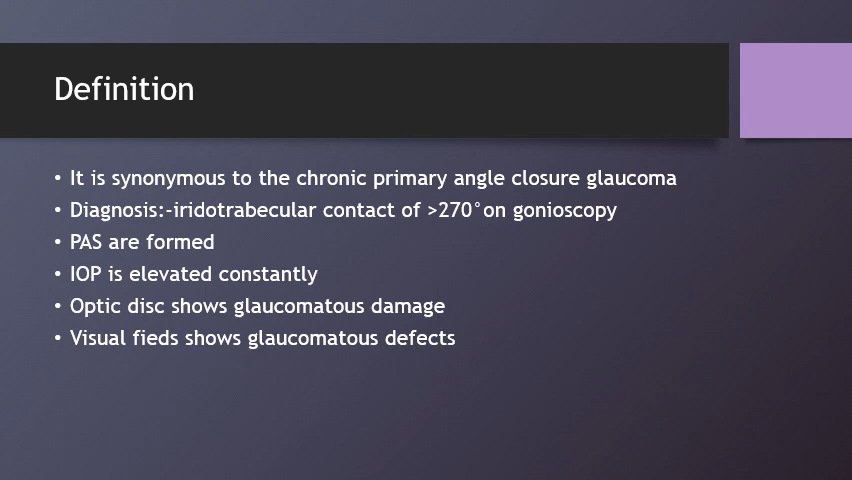 Definition
• It is synonymous to the chronic primary angle closure glaucoma
• Diagnosis:-iridotrabecular contact of >270°on gonioscopy
• PAS are formed
• IOP is elevated constantly
• Optic disc shows glaucomatous damage
• Visual fieds shows glaucomatous defects